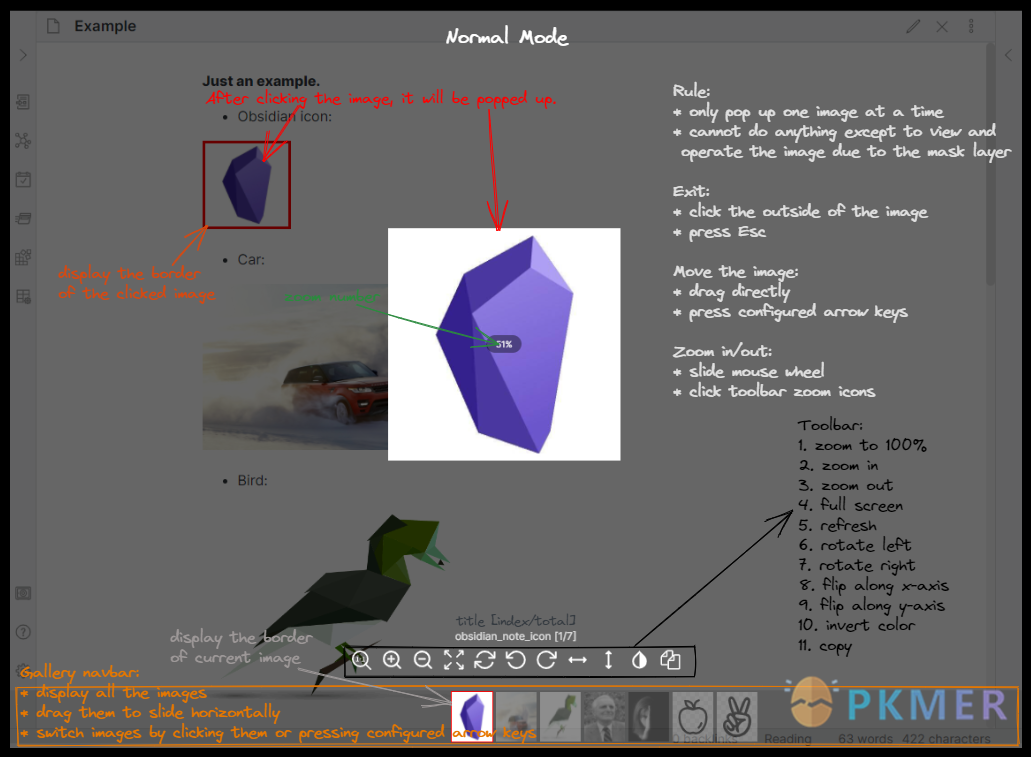 Example
Normal Mode
Just an example.
After clicking the image, it will be popped up.
Obsidian icon:
Rule:
* only pop up one image at a time
* cannot do anything except to view and
operate the image due to the mask layer
Exit:
* click the outside of the image
* press Esc
display the border
of the clicked image
Car:
Move the image:
* drag directly
* press configured arrow keys
zoom number
51%
Zoom in/out:
* slide mouse wheel
* click toolbar zoom icons
Bird:
Toolbar:
1. zoom to 100%
2. zoom in
3. zoom out
4. full screen
5. refresh
6. rotate left
7. rotate right
8. flip along x-axis
9. flip along y-axis
10. invert color
11. copy
title [index/total]
obsidian_note_icon [1/7]
display the border
of current image
1:1
Gallery navbar:
* display all the images
* drag them to slide horizontally
* switch images by clicking them or pressing configured arrow keys
PKMER
0 backlinks
Reading
63 words
422 characters